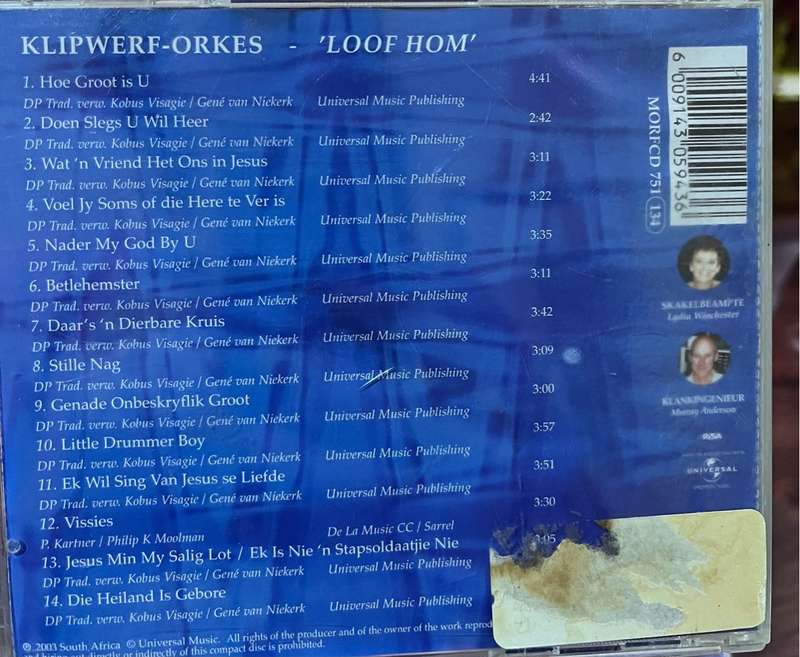 KLIPWERF-ORKES - 'LOOF HOM'
1. Hoe Groot is U 4:41
DP Trad. verw. Kobus Visagie / Gené van Niekerk Universal Music Publishing
2. Doen Slegs U Wil Heer 2:42
DP Trad. verw. Kobus Visagie / Gené van Niekerk Universal Music Publishing
3. Wat 'n Vriend Het Ons in Jesus 3:11
DP Trad. verw. Kobus Visagie / Gené van Niekerk Universal Music Publishing
4. Voel Jy Soms of die Here te Ver is 3:22
DP Trad. verw. Kobus Visagie / Gené van Niekerk Universal Music Publishing
5. Nader My God By U 3:35
DP Trad. verw. Kobus Visagie / Gené van Niekerk Universal Music Publishing
6. Betlehemster 3:11
DP Trad. verw. Kobus Visagie / Gené van Niekerk Universal Music Publishing
7. Daar's 'n Dierbare Kruis 3:42
DP Trad. verw. Kobus Visagie / Gené van Niekerk Universal Music Publishing
8. Stille Nag 3:09
DP Trad. verw. Kobus Visagie / Gené van Niekerk Universal Music Publishing
9. Genade Onbeskryflik Groot 3:00
DP Trad. verw. Kobus Visagie / Gené van Niekerk Universal Music Publishing
10. Little Drummer Boy 3:57
DP Trad. verw. Kobus Visagie / Gené van Niekerk Universal Music Publishing
11. Ek Wil Sing Van Jesus se Liefde 3:51
DP Trad. verw. Kobus Visagie / Gené van Niekerk Universal Music Publishing
12. Vissies 3:30
P. Kartner / Philip K Moolman De La Music CC / Sarrel
13. Jesus Min My Salig Lot / Ek Is Nie 'n Stapsoldaatjie Nie 3:05
DP Trad. verw. Kobus Visagie / Gené van Niekerk Universal Music Publishing
14. Die Heiland Is Gebore
DP Trad. verw. Kobus Visagie / Gené van Niekerk Universal Music Publishing
℗ 2003 South Africa © Universal Music. All rights of the producer and of the owner of the work reprod
directly or indirectly of this compact disc is prohibited.
6 009143 059436
MORFCD 751 134
SKAKELBEAMPTE
Lydia Winchester
KLANKINGENIEUR
Murray Anderson
RiSA
UNIVERSAL